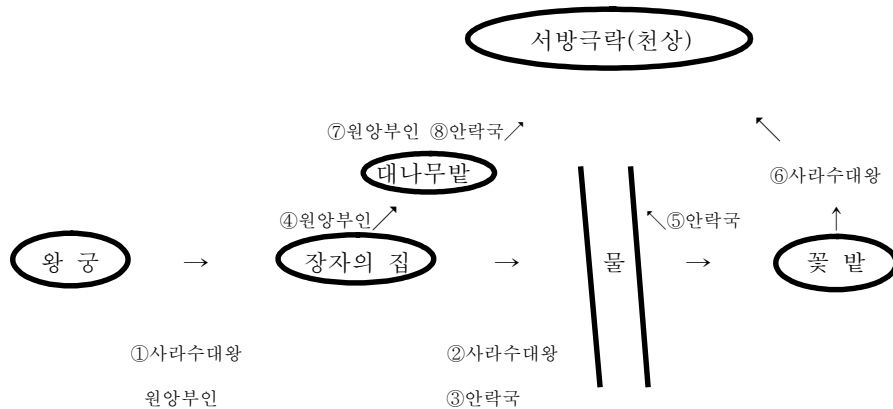 서방극락(천상)
⑦원앙부인 ⑧안락국↗
↖
대나무밭
⑥사라수대왕
④원앙부인↗
↖⑤안락국
↑
왕 궁 → 장자의 집 → 물 → 꽃 밭
①사라수대왕 ②사라수대왕
원앙부인 ③안락국